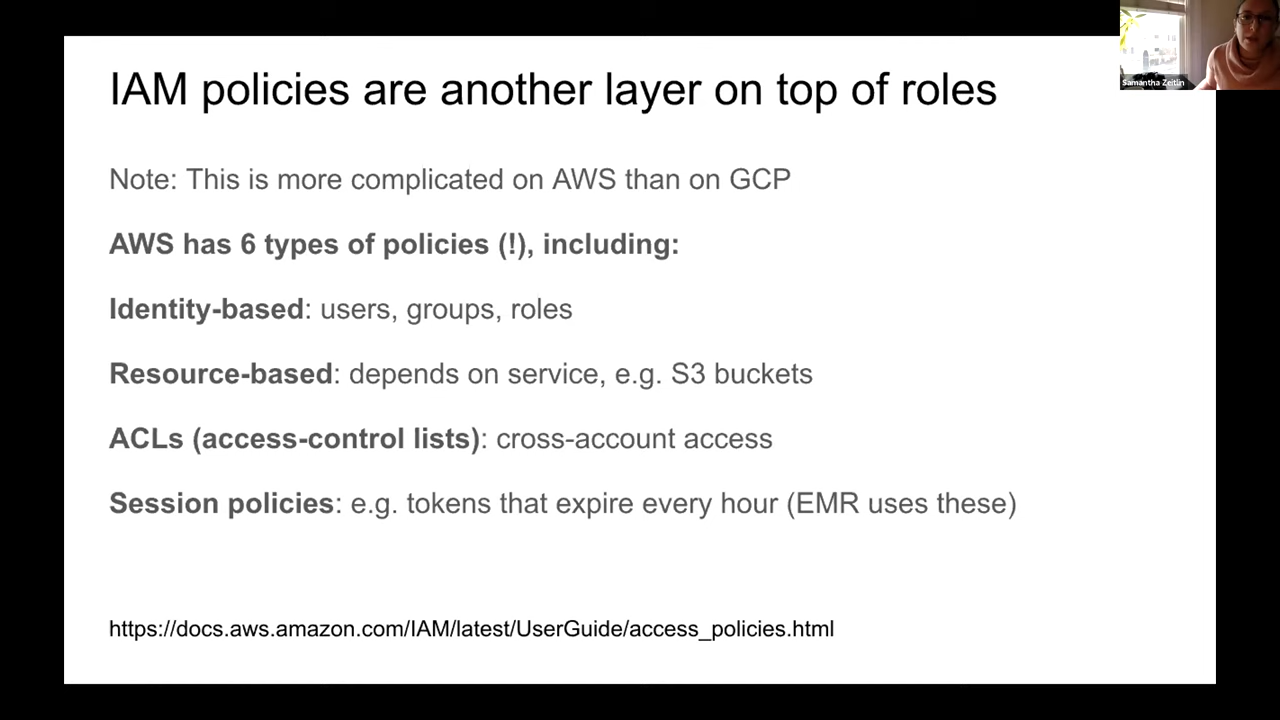 IAM policies are another layer on top of roles
Note: This is more complicated on AWS than on GCP
AWS has 6 types of policies (!), including:
Identity-based: users, groups, roles
Resource-based: depends on service, e.g. S3 buckets
ACLs (access-control lists): cross-account access
Session policies: e.g. tokens that expire every hour (EMR uses these)
https://docs.aws.amazon.com/IAM/latest/UserGuide/access_policies.html
Samantha Zeitlin